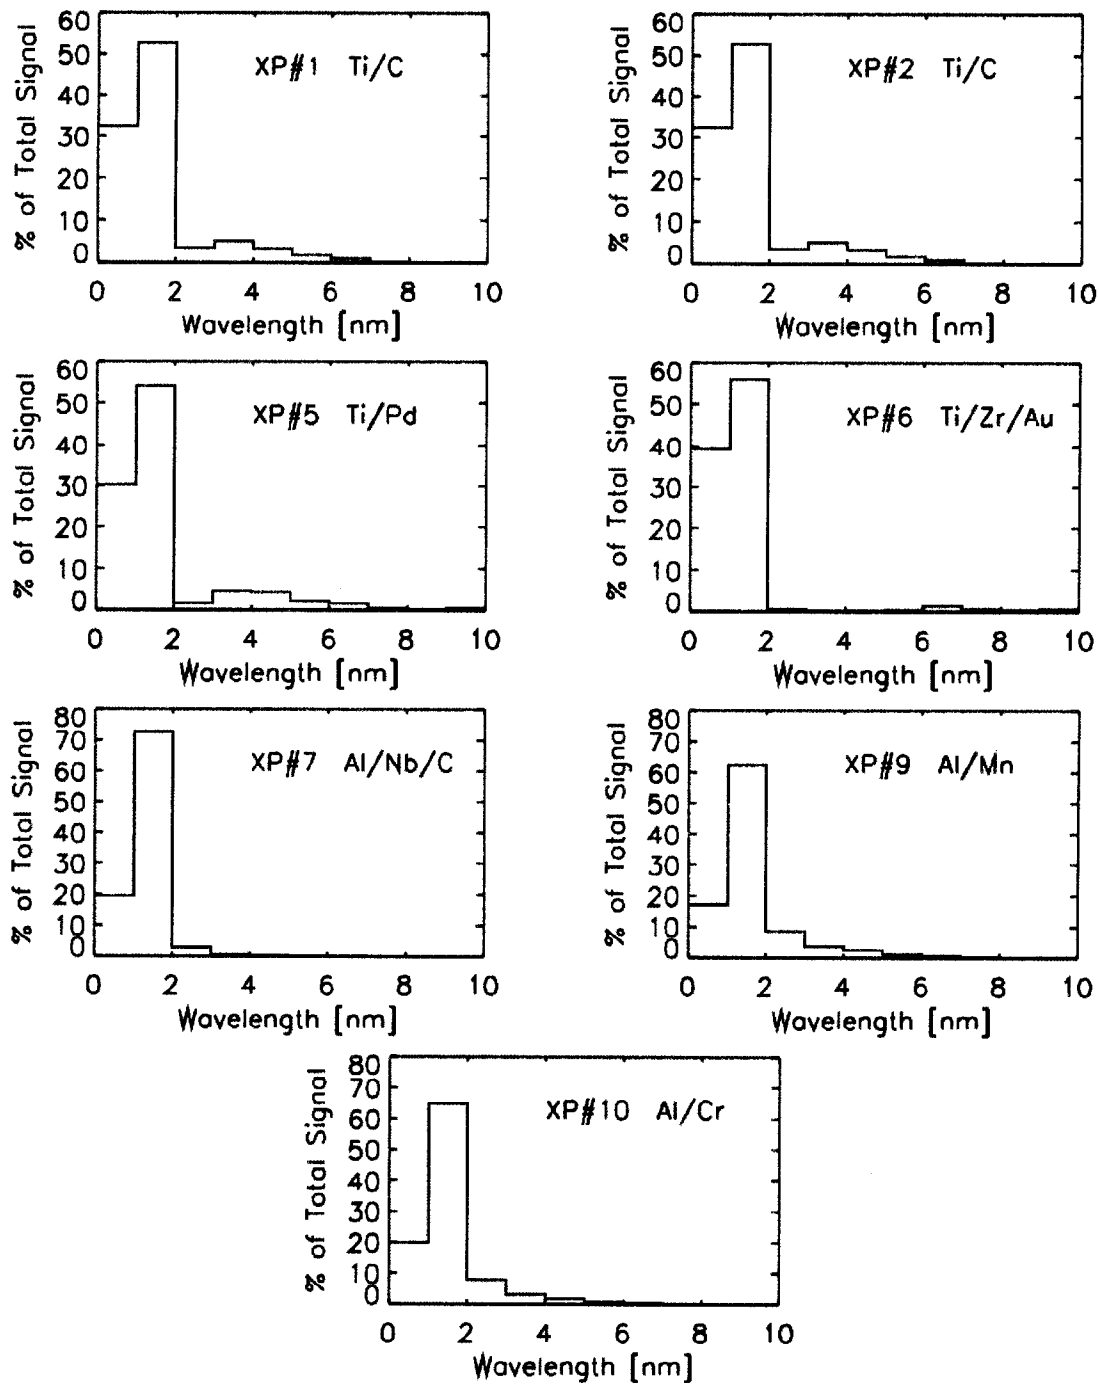 60
50
40
30
20
10
0
% of Total Signal
XP#1 Ti/C
0 2 4 6 8 10
Wavelength [nm]
60
50
40
30
20
10
0
% of Total Signal
XP#2 Ti/C
0 2 4 6 8 10
Wavelength [nm]
60
50
40
30
20
10
0
% of Total Signal
XP#5 Ti/Pd
0 2 4 6 8 10
Wavelength [nm]
60
50
40
30
20
10
0
% of Total Signal
XP#6 Ti/Zr/Au
0 2 4 6 8 10
Wavelength [nm]
80
70
60
50
40
30
20
10
0
% of Total Signal
XP#7 Al/Nb/C
0 2 4 6 8 10
Wavelength [nm]
80
70
60
50
40
30
20
10
0
% of Total Signal
XP#9 Al/Mn
0 2 4 6 8 10
Wavelength [nm]
80
70
60
50
40
30
20
10
0
% of Total Signal
XP#10 Al/Cr
0 2 4 6 8 10
Wavelength [nm]